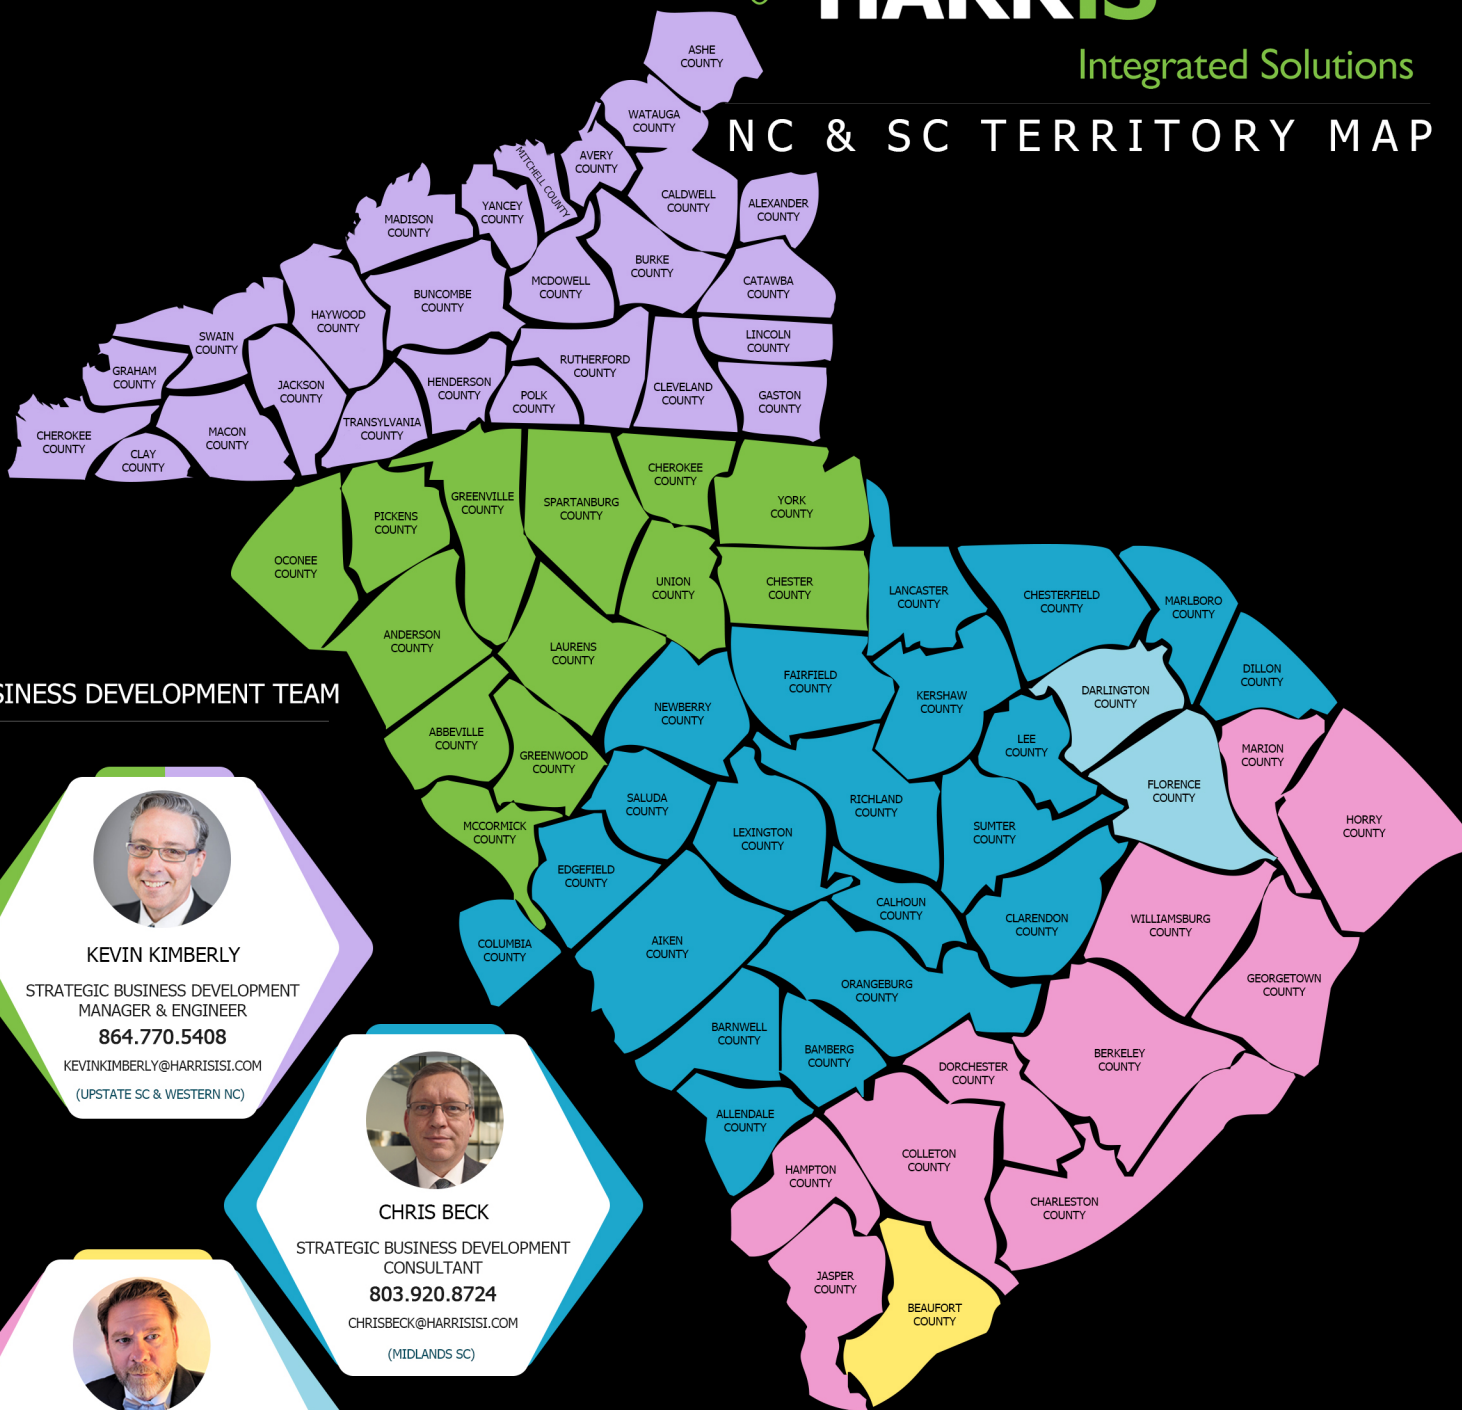 HARRIS
Integrated Solutions
NC & SC TERRITORY MAP
ASHE
COUNTY
WATAUGA
COUNTY
AVERY
COUNTY
MITCHELL COUNTY
CALDWELL
COUNTY
ALEXANDER
COUNTY
YANCEY
COUNTY
MADISON
COUNTY
BURKE
COUNTY
CATAWBA
COUNTY
MCDOWELL
COUNTY
BUNCOMBE
COUNTY
HAYWOOD
COUNTY
LINCOLN
COUNTY
SWAIN
COUNTY
RUTHERFORD
COUNTY
GRAHAM
COUNTY
JACKSON
COUNTY
HENDERSON
COUNTY
CLEVELAND
COUNTY
POLK
COUNTY
GASTON
COUNTY
TRANSYLVANIA
COUNTY
CHEROKEE
COUNTY
MACON
COUNTY
CLAY
COUNTY
CHEROKEE
COUNTY
GREENVILLE
COUNTY
SPARTANBURG
COUNTY
YORK
COUNTY
PICKENS
COUNTY
OCONEE
COUNTY
UNION
COUNTY
CHESTER
COUNTY
LANCASTER
COUNTY
CHESTERFIELD
COUNTY
MARLBORO
COUNTY
ANDERSON
COUNTY
LAURENS
COUNTY
FAIRFIELD
COUNTY
DILLON
COUNTY
KERSHAW
COUNTY
DARLINGTON
COUNTY
NEWBERRY
COUNTY
ABBEVILLE
COUNTY
GREENWOOD
COUNTY
LEE
COUNTY
MARION
COUNTY
FLORENCE
COUNTY
SALUDA
COUNTY
RICHLAND
COUNTY
HORRY
COUNTY
MCCORMICK
COUNTY
LEXINGTON
COUNTY
SUMTER
COUNTY
EDGEFIELD
COUNTY
CALHOUN
COUNTY
CLARENDON
COUNTY
WILLIAMSBURG
COUNTY
COLUMBIA
COUNTY
AIKEN
COUNTY
ORANGEBURG
COUNTY
GEORGETOWN
COUNTY
BARNWELL
COUNTY
BAMBERG
COUNTY
DORCHESTER
COUNTY
BERKELEY
COUNTY
ALLENDALE
COUNTY
HAMPTON
COUNTY
COLLETON
COUNTY
CHARLESTON
COUNTY
JASPER
COUNTY
BEAUFORT
COUNTY
DEVELOPMENT TEAM
KEVIN KIMBERLY
STRATEGIC BUSINESS DEVELOPMENT
MANAGER & ENGINEER
864.770.5408
KEVINKIMBERLY@HARRISISI.COM
(UPSTATE SC & WESTERN NC)
CHRIS BECK
STRATEGIC BUSINESS DEVELOPMENT
CONSULTANT
803.920.8724
CHRISBECK@HARRISISI.COM
(MIDLANDS SC)